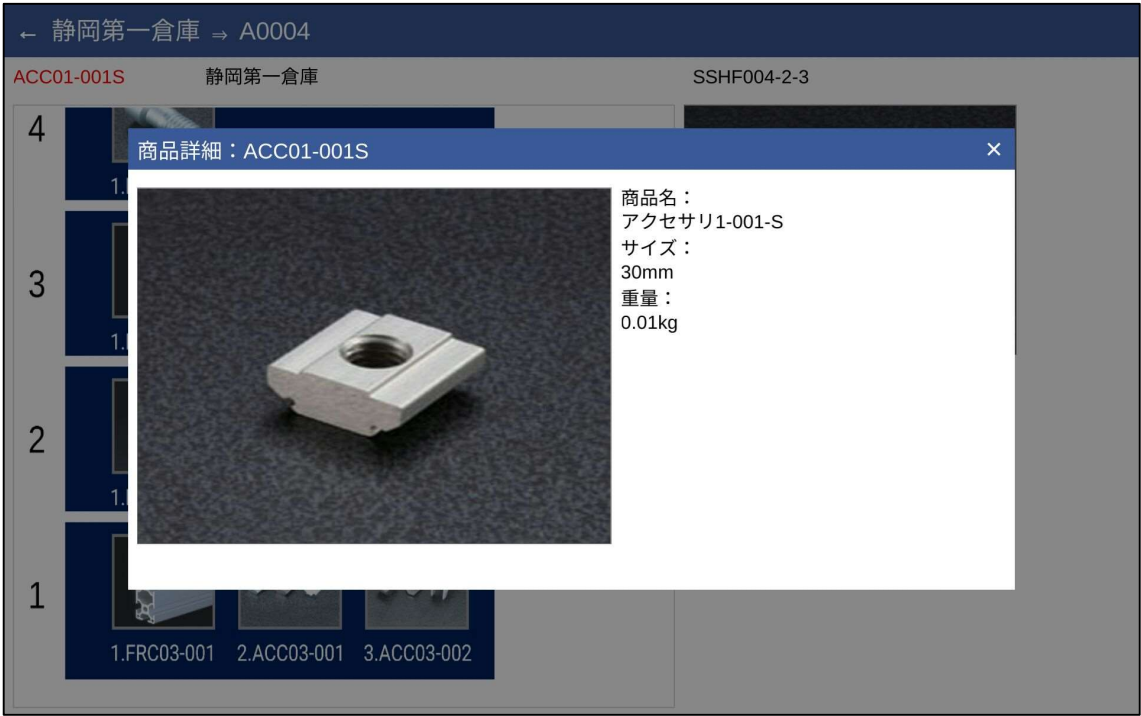 ← 静岡第一倉庫 ⇒ A0004
ACC01-001S 静岡第一倉庫 SSHF004-2-3
4
商品詳細：ACC01-001S ×
商品名：
アクセサリ1-001-S
サイズ：
30mm
重量：
0.01kg
3
2
1
1.FRC03-001 2.ACC03-001 3.ACC03-002